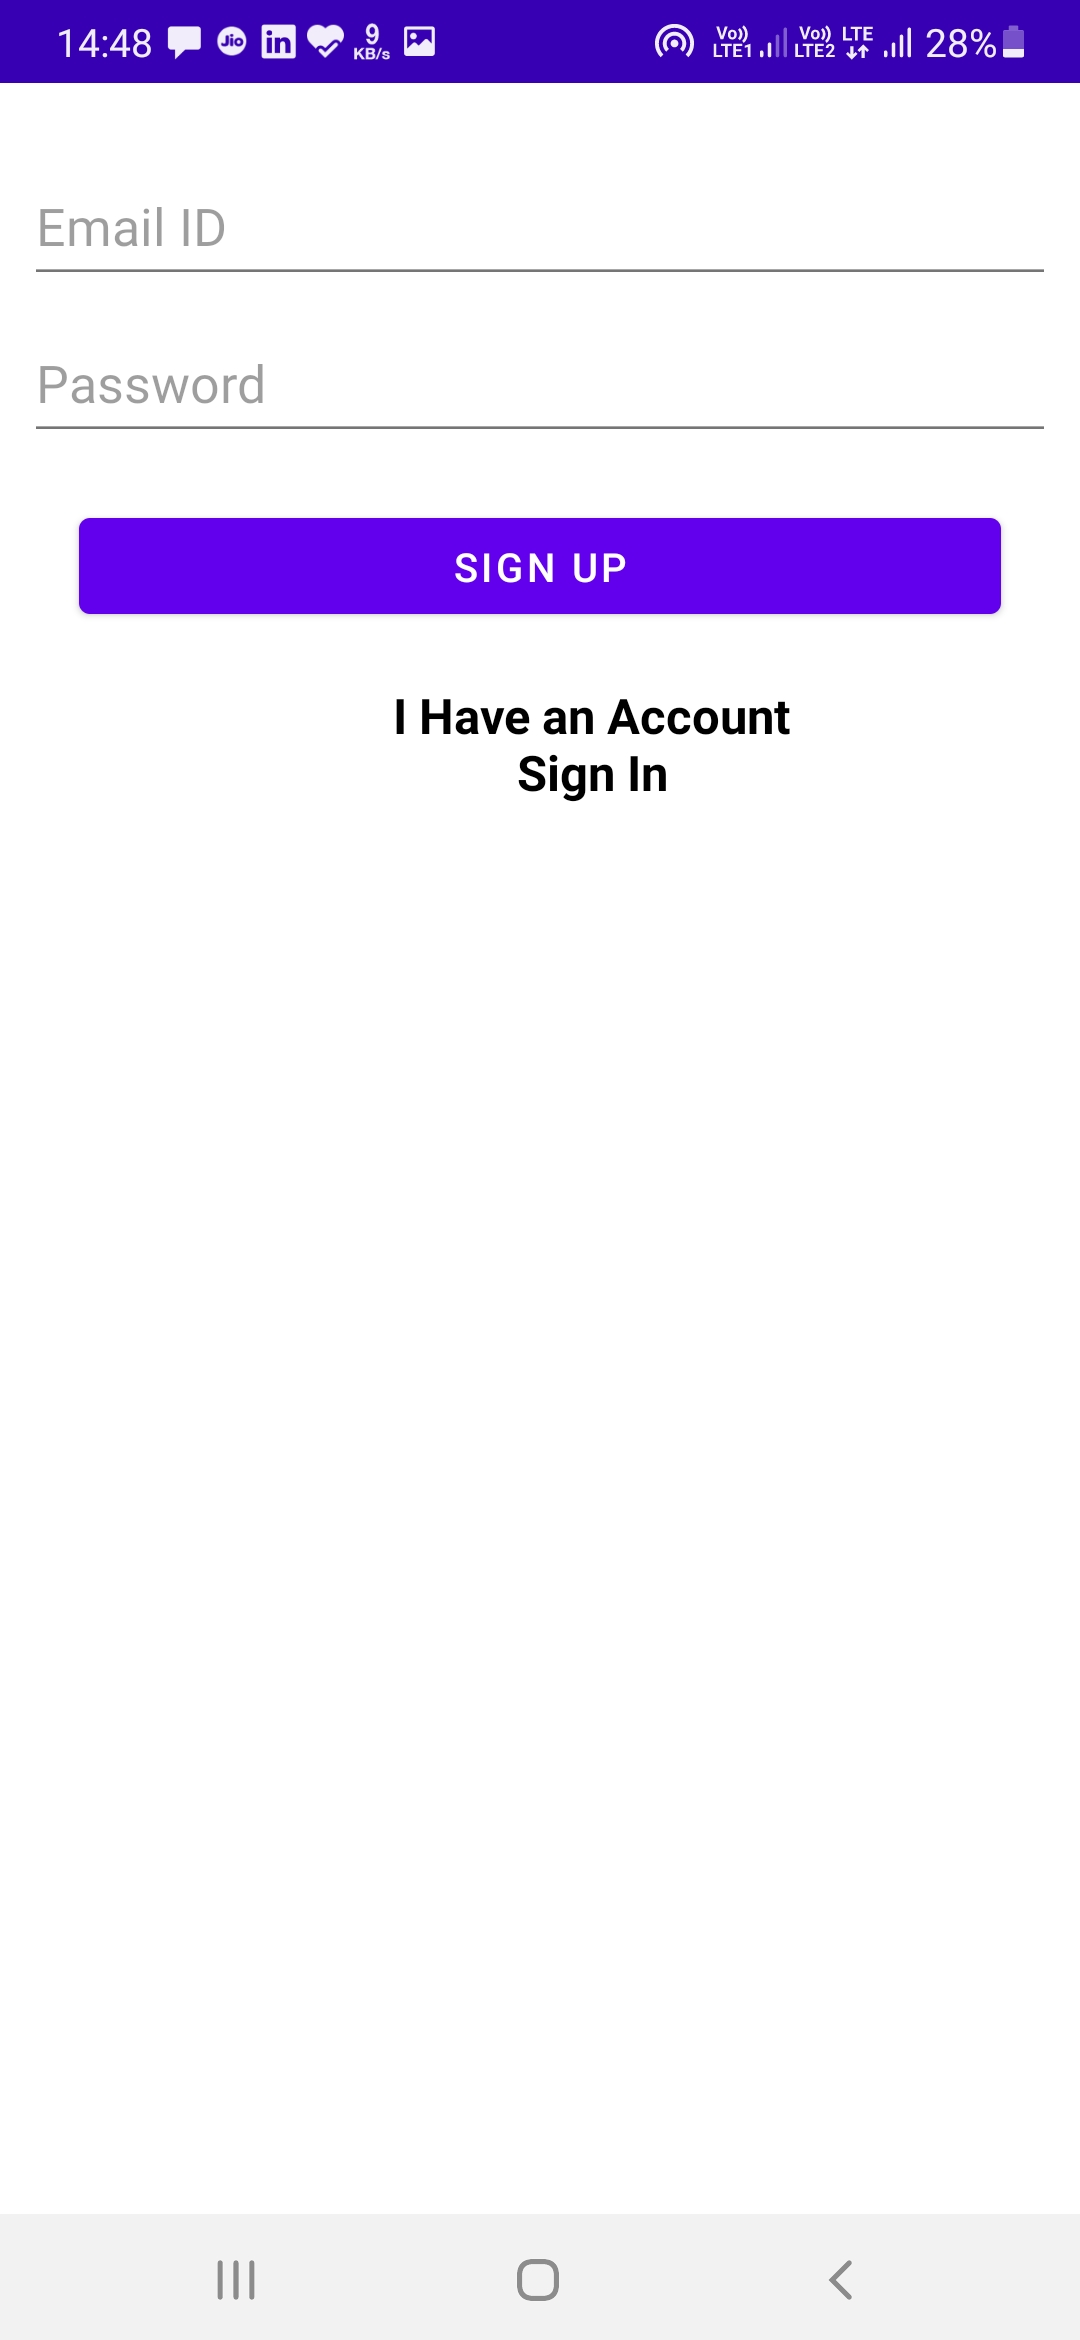 14:48 Jio in 9 KB/s Vo)) LTE1 Vo)) LTE2 LTE 28%
Email ID
Password
SIGN UP
I Have an Account
Sign In